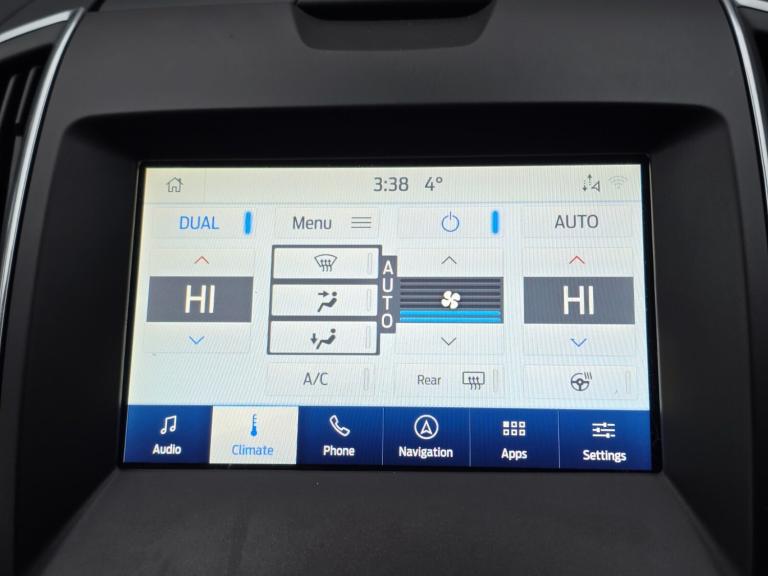 3:38 4°
DUAL Menu AUTO
HI AUTO HI
A/C Rear
Audio Climate Phone Navigation Apps Settings